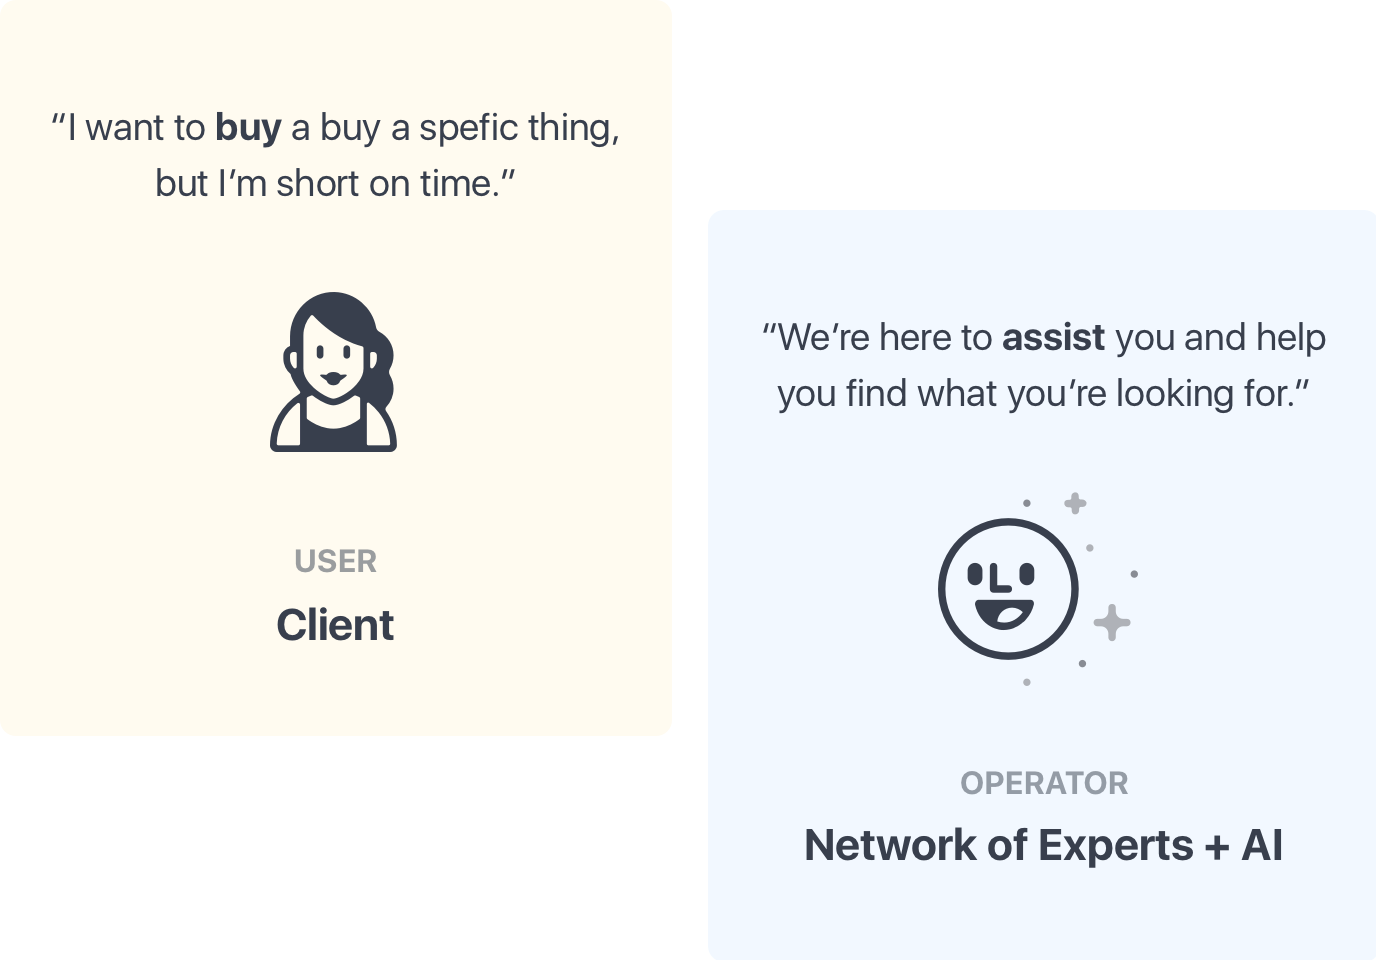 “I want to buy a buy a spefic thing,
but I’m short on time.”
USER
Client
“We’re here to assist you and help
you find what you’re looking for.”
OPERATOR
Network of Experts + AI